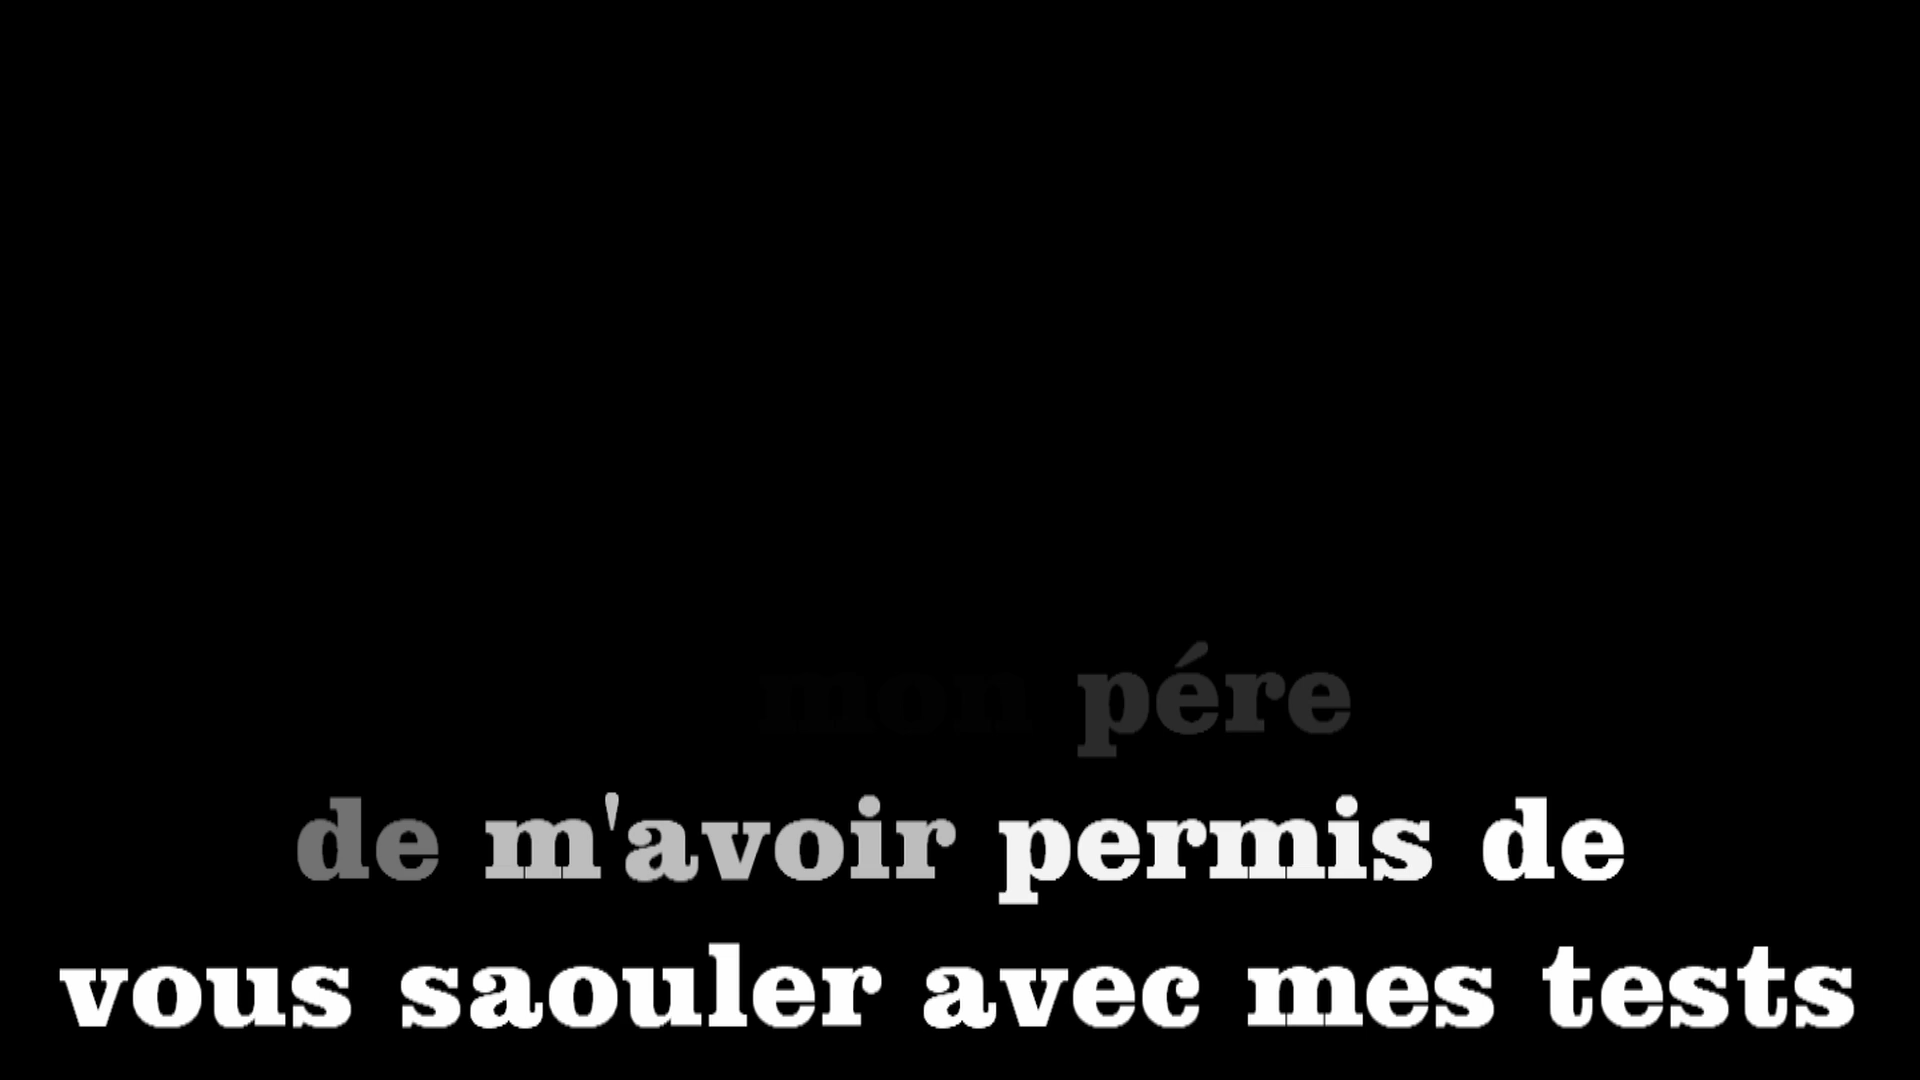 mon pére
de m'avoir permis de
vous saouler avec mes tests